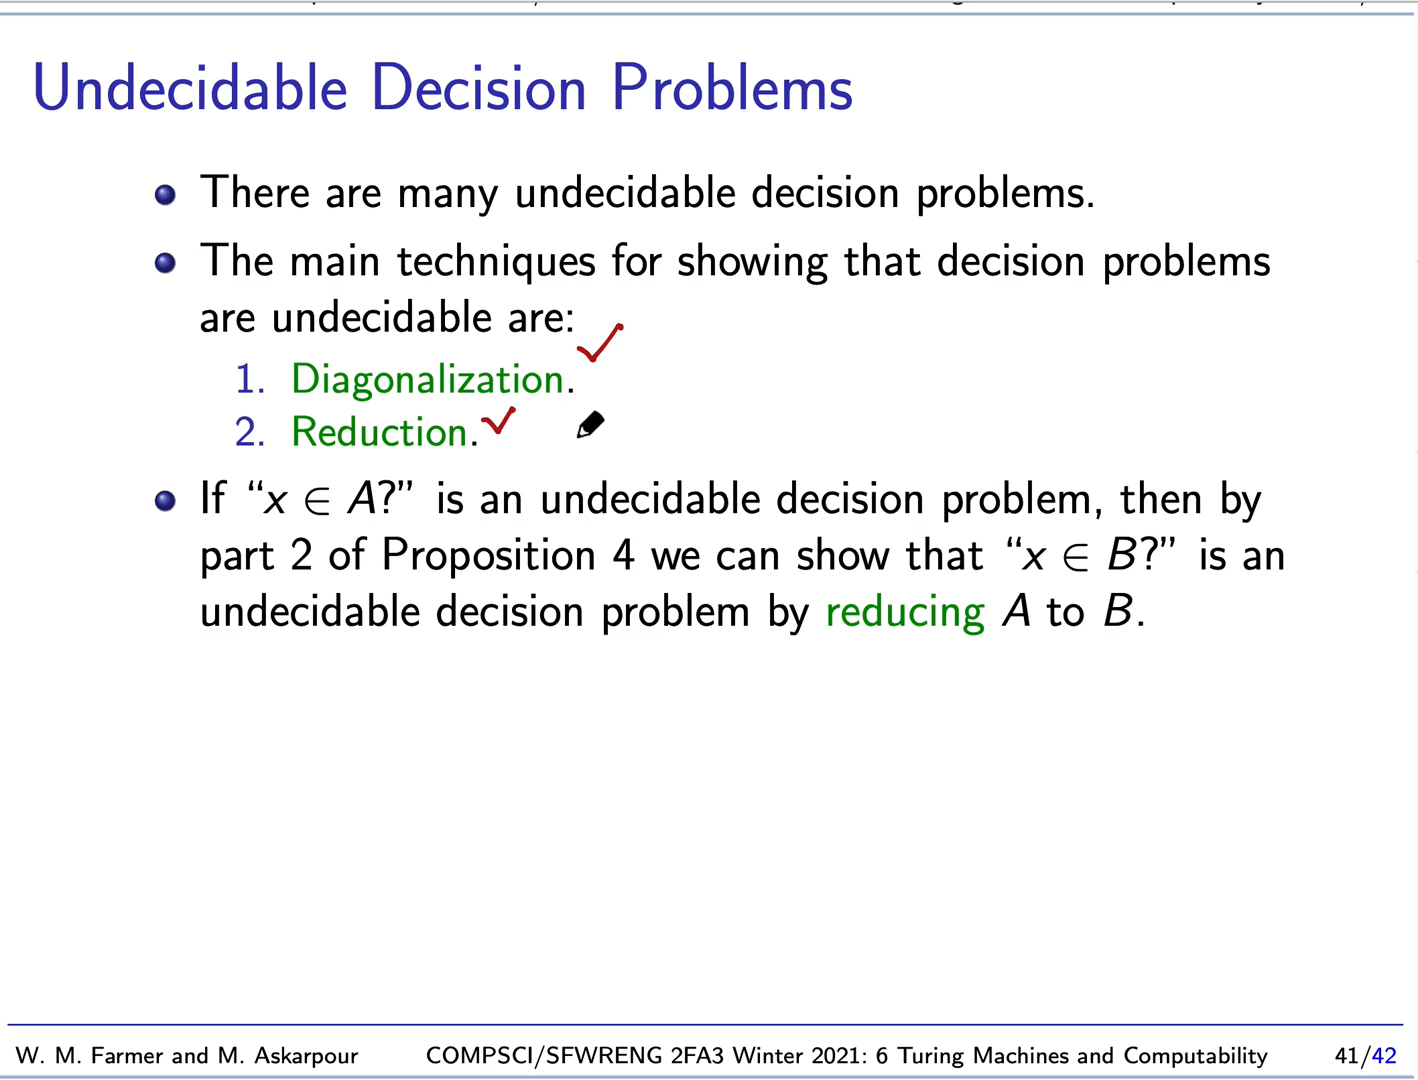 Undecidable Decision Problems
There are many undecidable decision problems.
The main techniques for showing that decision problems
are undecidable are:
1. Diagonalization.
2. Reduction.
If “x ∈ A?” is an undecidable decision problem, then by
part 2 of Proposition 4 we can show that “x ∈ B?” is an
undecidable decision problem by reducing A to B.
W. M. Farmer and M. Askarpour COMPSCI/SFWRENG 2FA3 Winter 2021: 6 Turing Machines and Computability 41/42